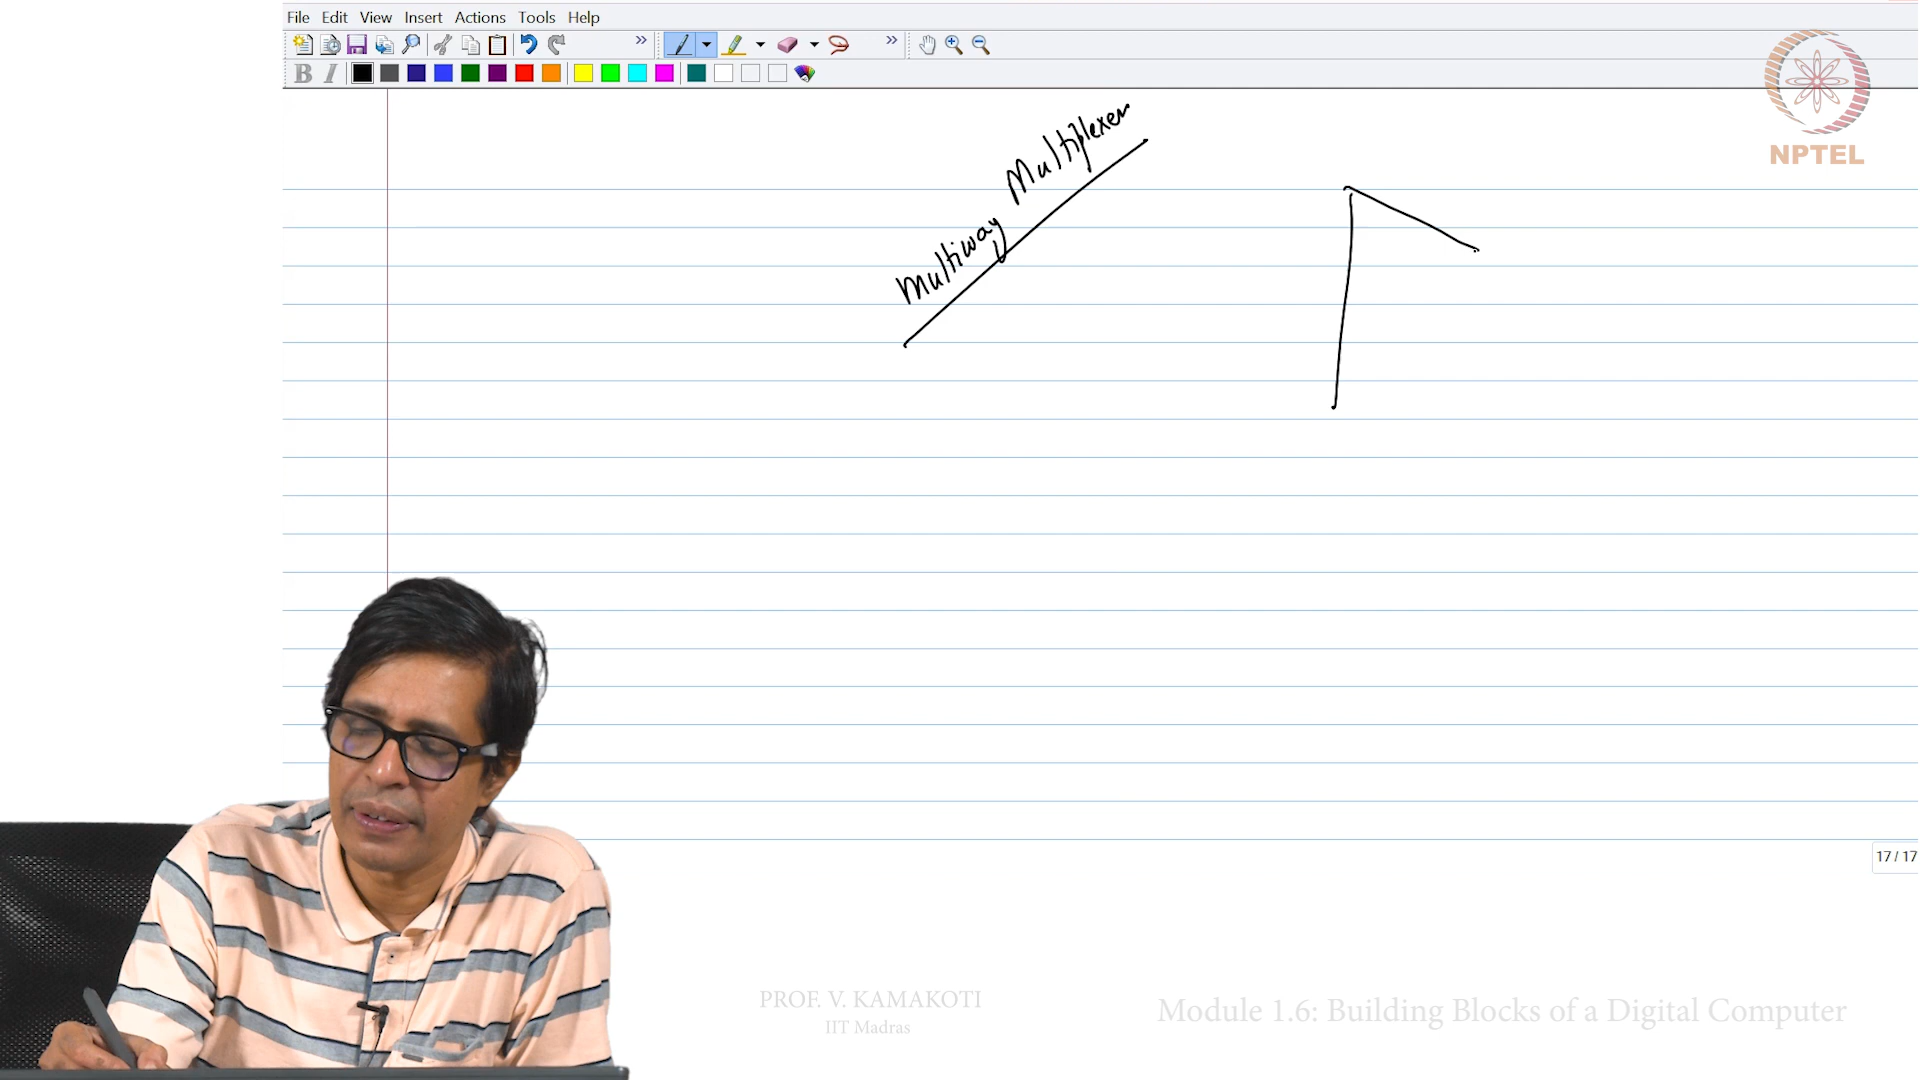 File Edit View Insert Actions Tools Help
B I
NPTEL
Multiway Multiplexer
17 / 17
PROF. V. KAMAKOTI
IIT Madras
Module 1.6: Building Blocks of a Digital Computer